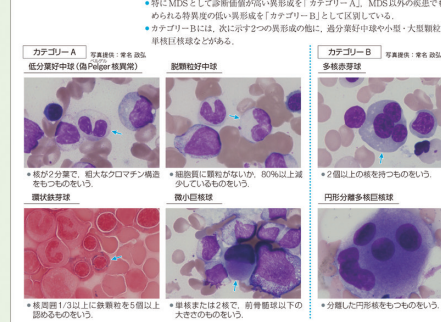 ● 特にMDSとして診断価値が高い異形成を「カテゴリーA」, MDS以外の疾患でも
められる特異度の低い異形成を「カテゴリーB」として区別している.
● カテゴリーBには, 次に示す2つの異形成の他に, 過分葉好中球や小型・大型顆粒
単核巨核球などがある.
カテゴリーA 写真提供：常名 政弘
低分葉好中球(偽Pelger核異常)
ペルゲル
脱顆粒好中球
● 核が2分葉で, 粗大なクロマチン構造
をもつものをいう.
● 細胞質に顆粒がないか, 80%以上減
少しているものをいう.
環状鉄芽球
微小巨核球
● 核周囲1/3以上に鉄顆粒を5個以上
認めるものをいう.
● 単核または2核で, 前骨髄球以下の
大きさのものをいう.
カテゴリーB 写真提供：常名 政弘
多核赤芽球
● 2個以上の核を持つものをいう.
円形分離多核巨核球
● 分離した円形核をもつものをいう.